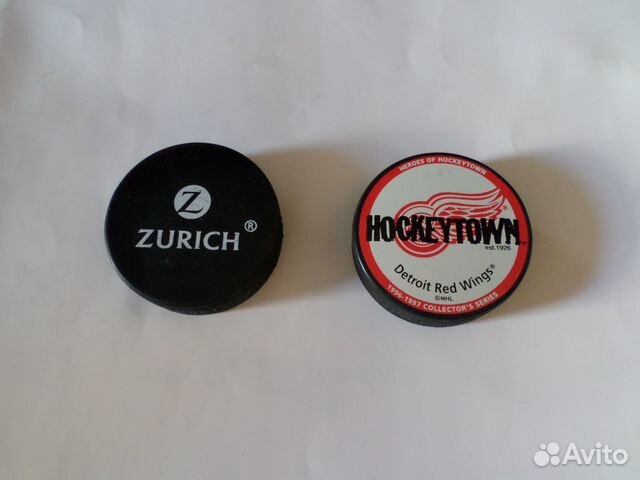 Z
ZURICH ®
HEROES OF HOCKEYTOWN
HOCKEYTOWN
est.1926
Detroit Red Wings®
©NHL
1996-1997 COLLECTOR'S SERIES
Avito